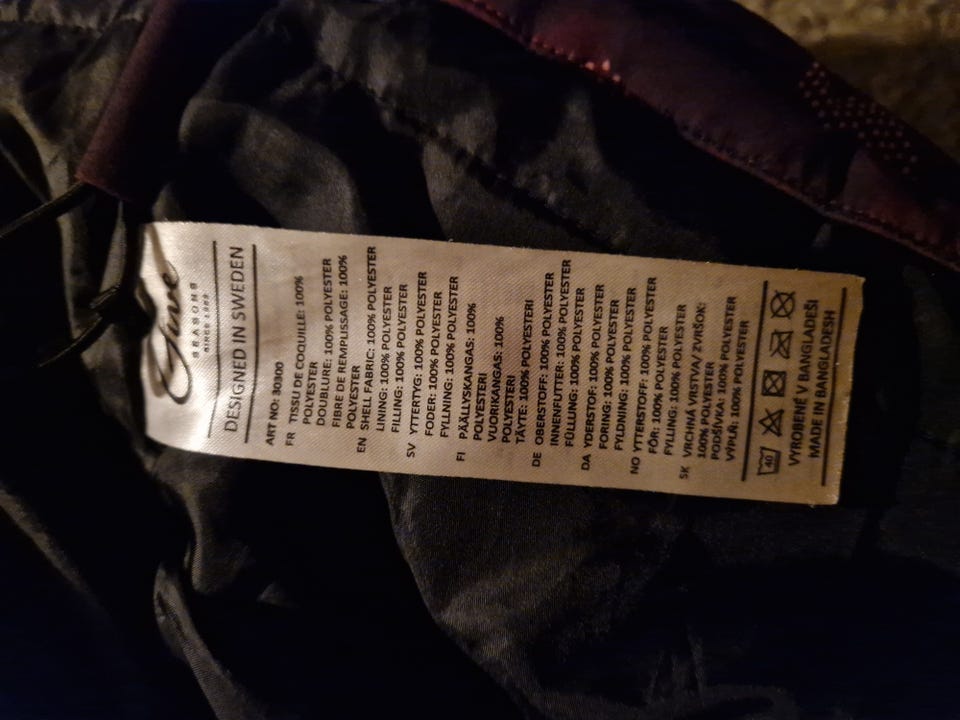 Five
SEASONS
SINCE 1989
DESIGNED IN SWEDEN
ART NO: 30300
FR TISSU DE COQUILLE: 100%
POLYESTER
DOUBLURE: 100% POLYESTER
FIBRE DE REMPLISSAGE: 100%
POLYESTER
EN SHELL FABRIC: 100% POLYESTER
LINING: 100% POLYESTER
FILLING: 100% POLYESTER
SV YTTERTYG: 100% POLYESTER
FODER: 100% POLYESTER
FYLLNING: 100% POLYESTER
FI PÄÄLLYSKANGAS: 100%
POLYESTERI
VUORIKANGAS: 100%
POLYESTERI
TÄYTE: 100% POLYESTERI
DE OBERSTOFF: 100% POLYESTER
INNENFUTTER: 100% POLYESTER
FÜLLUNG: 100% POLYESTER
DA YDERSTOF: 100% POLYESTER
FORING: 100% POLYESTER
FYLDNING: 100% POLYESTER
NO YTTERSTOFF: 100% POLYESTER
FÔR: 100% POLYESTER
FYLLING: 100% POLYESTER
SK VRCHNÁ VRSTVA/ ZVRŠOK:
100% POLYESTER
PODŠÍVKA: 100% POLYESTER
VÝPLŇ: 100% POLYESTER
40
VYROBENÉ V BANGLADEŠI
MADE IN BANGLADESH